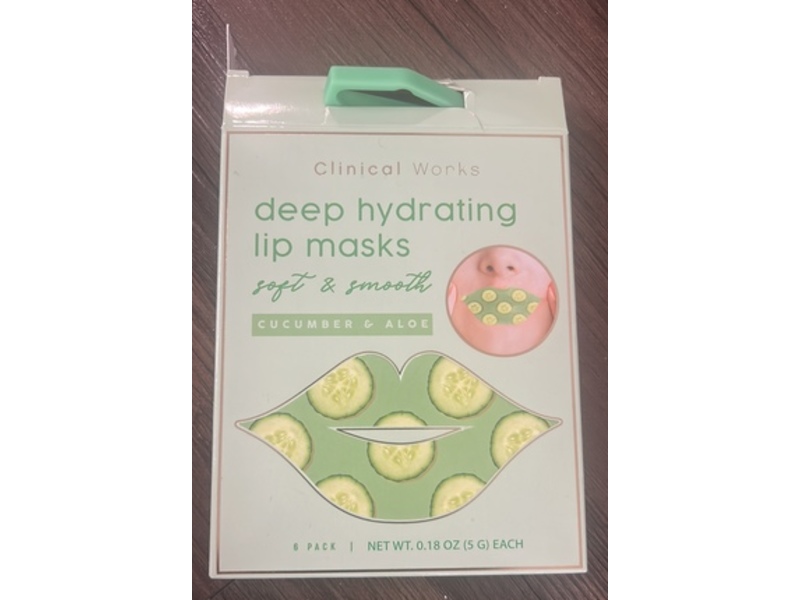 Clinical Works
deep hydrating
lip masks
soft & smooth
CUCUMBER & ALOE
6 PACK | NET WT. 0.18 OZ (5 G) EACH